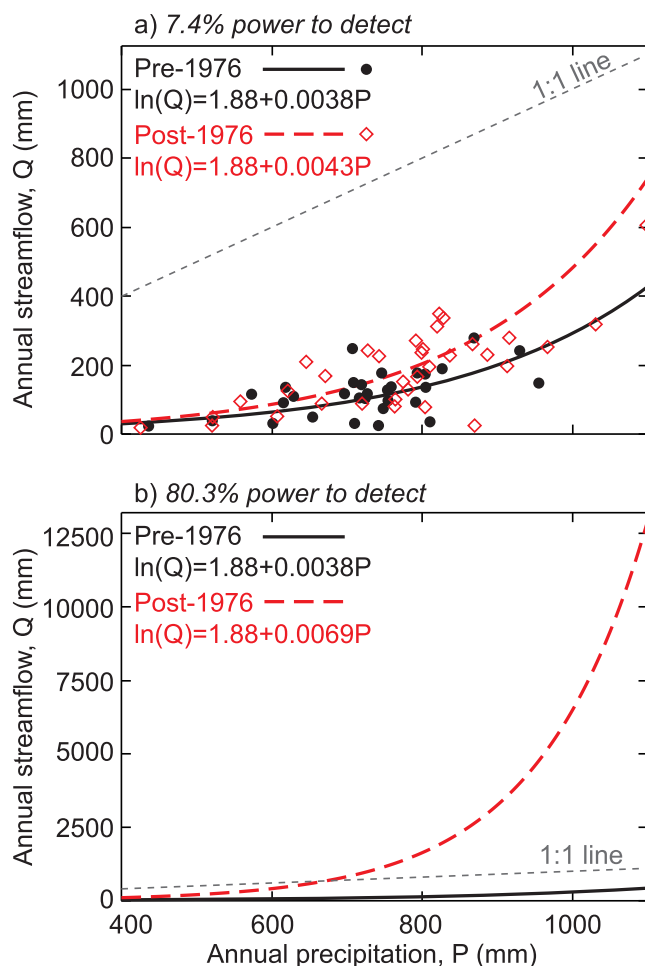 a) 7.4% power to detect
Pre-1976
ln(Q)=1.88+0.0038P
Post-1976
ln(Q)=1.88+0.0043P
1:1 line
1000
800
600
400
200
0
Annual streamflow, Q (mm)
b) 80.3% power to detect
Pre-1976
ln(Q)=1.88+0.0038P
Post-1976
ln(Q)=1.88+0.0069P
1:1 line
12500
10000
7500
5000
2500
0
Annual streamflow, Q (mm)
400 600 800 1000
Annual precipitation, P (mm)